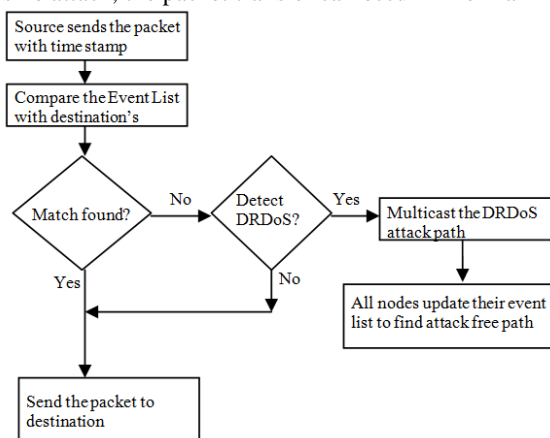 Source sends the packet
with time stamp
Compare the Event List
with destination's
Match found?
No
Detect
DRDoS?
Yes
Multicast the DRDoS
attack path
Yes
No
All nodes update their event
list to find attack free path
Send the packet to
destination